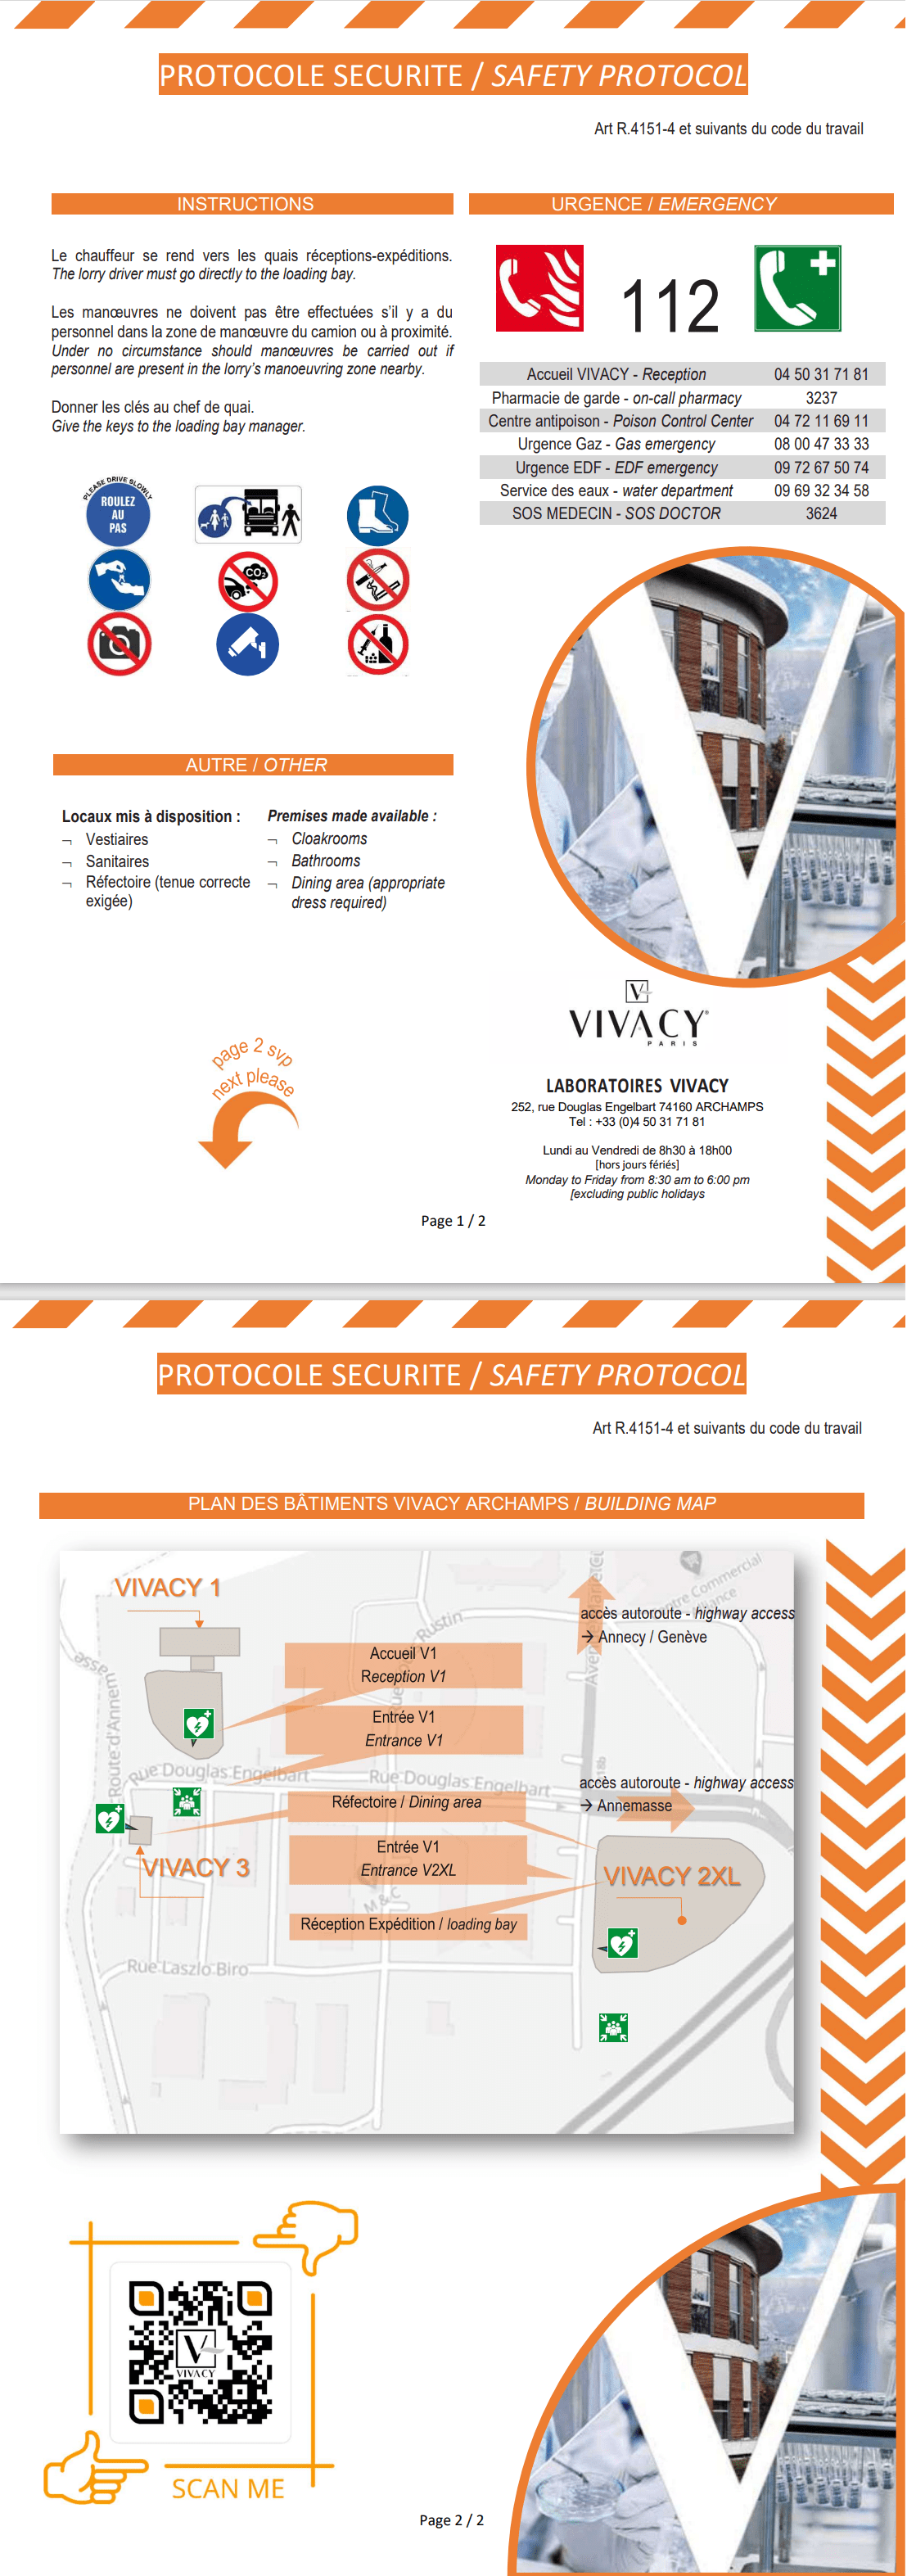 PROTOCOLE SECURITE / SAFETY PROTOCOL
Art R.4151-4 et suivants du code du travail
INSTRUCTIONS
Le chauffeur se rend vers les quais réceptions-expéditions.
The lorry driver must go directly to the loading bay.
Les manœuvres ne doivent pas être effectuées s’il y a du
personnel dans la zone de manœuvre du camion ou à proximité.
Under no circumstance should manœuvres be carried out if
personnel are present in the lorry’s manoeuvring zone nearby.
Donner les clés au chef de quai.
Give the keys to the loading bay manager.
PLEASE DRIVE SLOWLY
ROULEZ
AU
PAS
CO₂
URGENCE / EMERGENCY
112
Accueil VIVACY - Reception 04 50 31 71 81
Pharmacie de garde - on-call pharmacy 3237
Centre antipoison - Poison Control Center 04 72 11 69 11
Urgence Gaz - Gas emergency 08 00 47 33 33
Urgence EDF - EDF emergency 09 72 67 50 74
Service des eaux - water department 09 69 32 34 58
SOS MEDECIN - SOS DOCTOR 3624
AUTRE / OTHER
Locaux mis à disposition :
¬ Vestiaires
¬ Sanitaires
¬ Réfectoire (tenue correcte
exigée)
Premises made available :
¬ Cloakrooms
¬ Bathrooms
¬ Dining area (appropriate
dress required)
page 2 svp
next please
V
VIVACY®
PARIS
LABORATOIRES VIVACY
252, rue Douglas Engelbart 74160 ARCHAMPS
Tel : +33 (0)4 50 31 71 81
Lundi au Vendredi de 8h30 à 18h00
[hors jours fériés]
Monday to Friday from 8:30 am to 6:00 pm
[excluding public holidays
Page 1 / 2
PROTOCOLE SECURITE / SAFETY PROTOCOL
Art R.4151-4 et suivants du code du travail
PLAN DES BÂTIMENTS VIVACY ARCHAMPS / BUILDING MAP
VIVACY 1
Accueil V1
Reception V1
Entrée V1
Entrance V1
Réfectoire / Dining area
Entrée V1
Entrance V2XL
Réception Expédition / loading bay
accès autoroute - highway access
→ Annecy / Genève
accès autoroute - highway access
→ Annemasse
VIVACY 3
VIVACY 2XL
Route d'Annem
asse
Rustin
Commercial
Rue Douglas Engelbart
Rue Douglas Engelbart
M & C
Rue Laszlo Biro
V
VIVACY
SCAN ME
Page 2 / 2